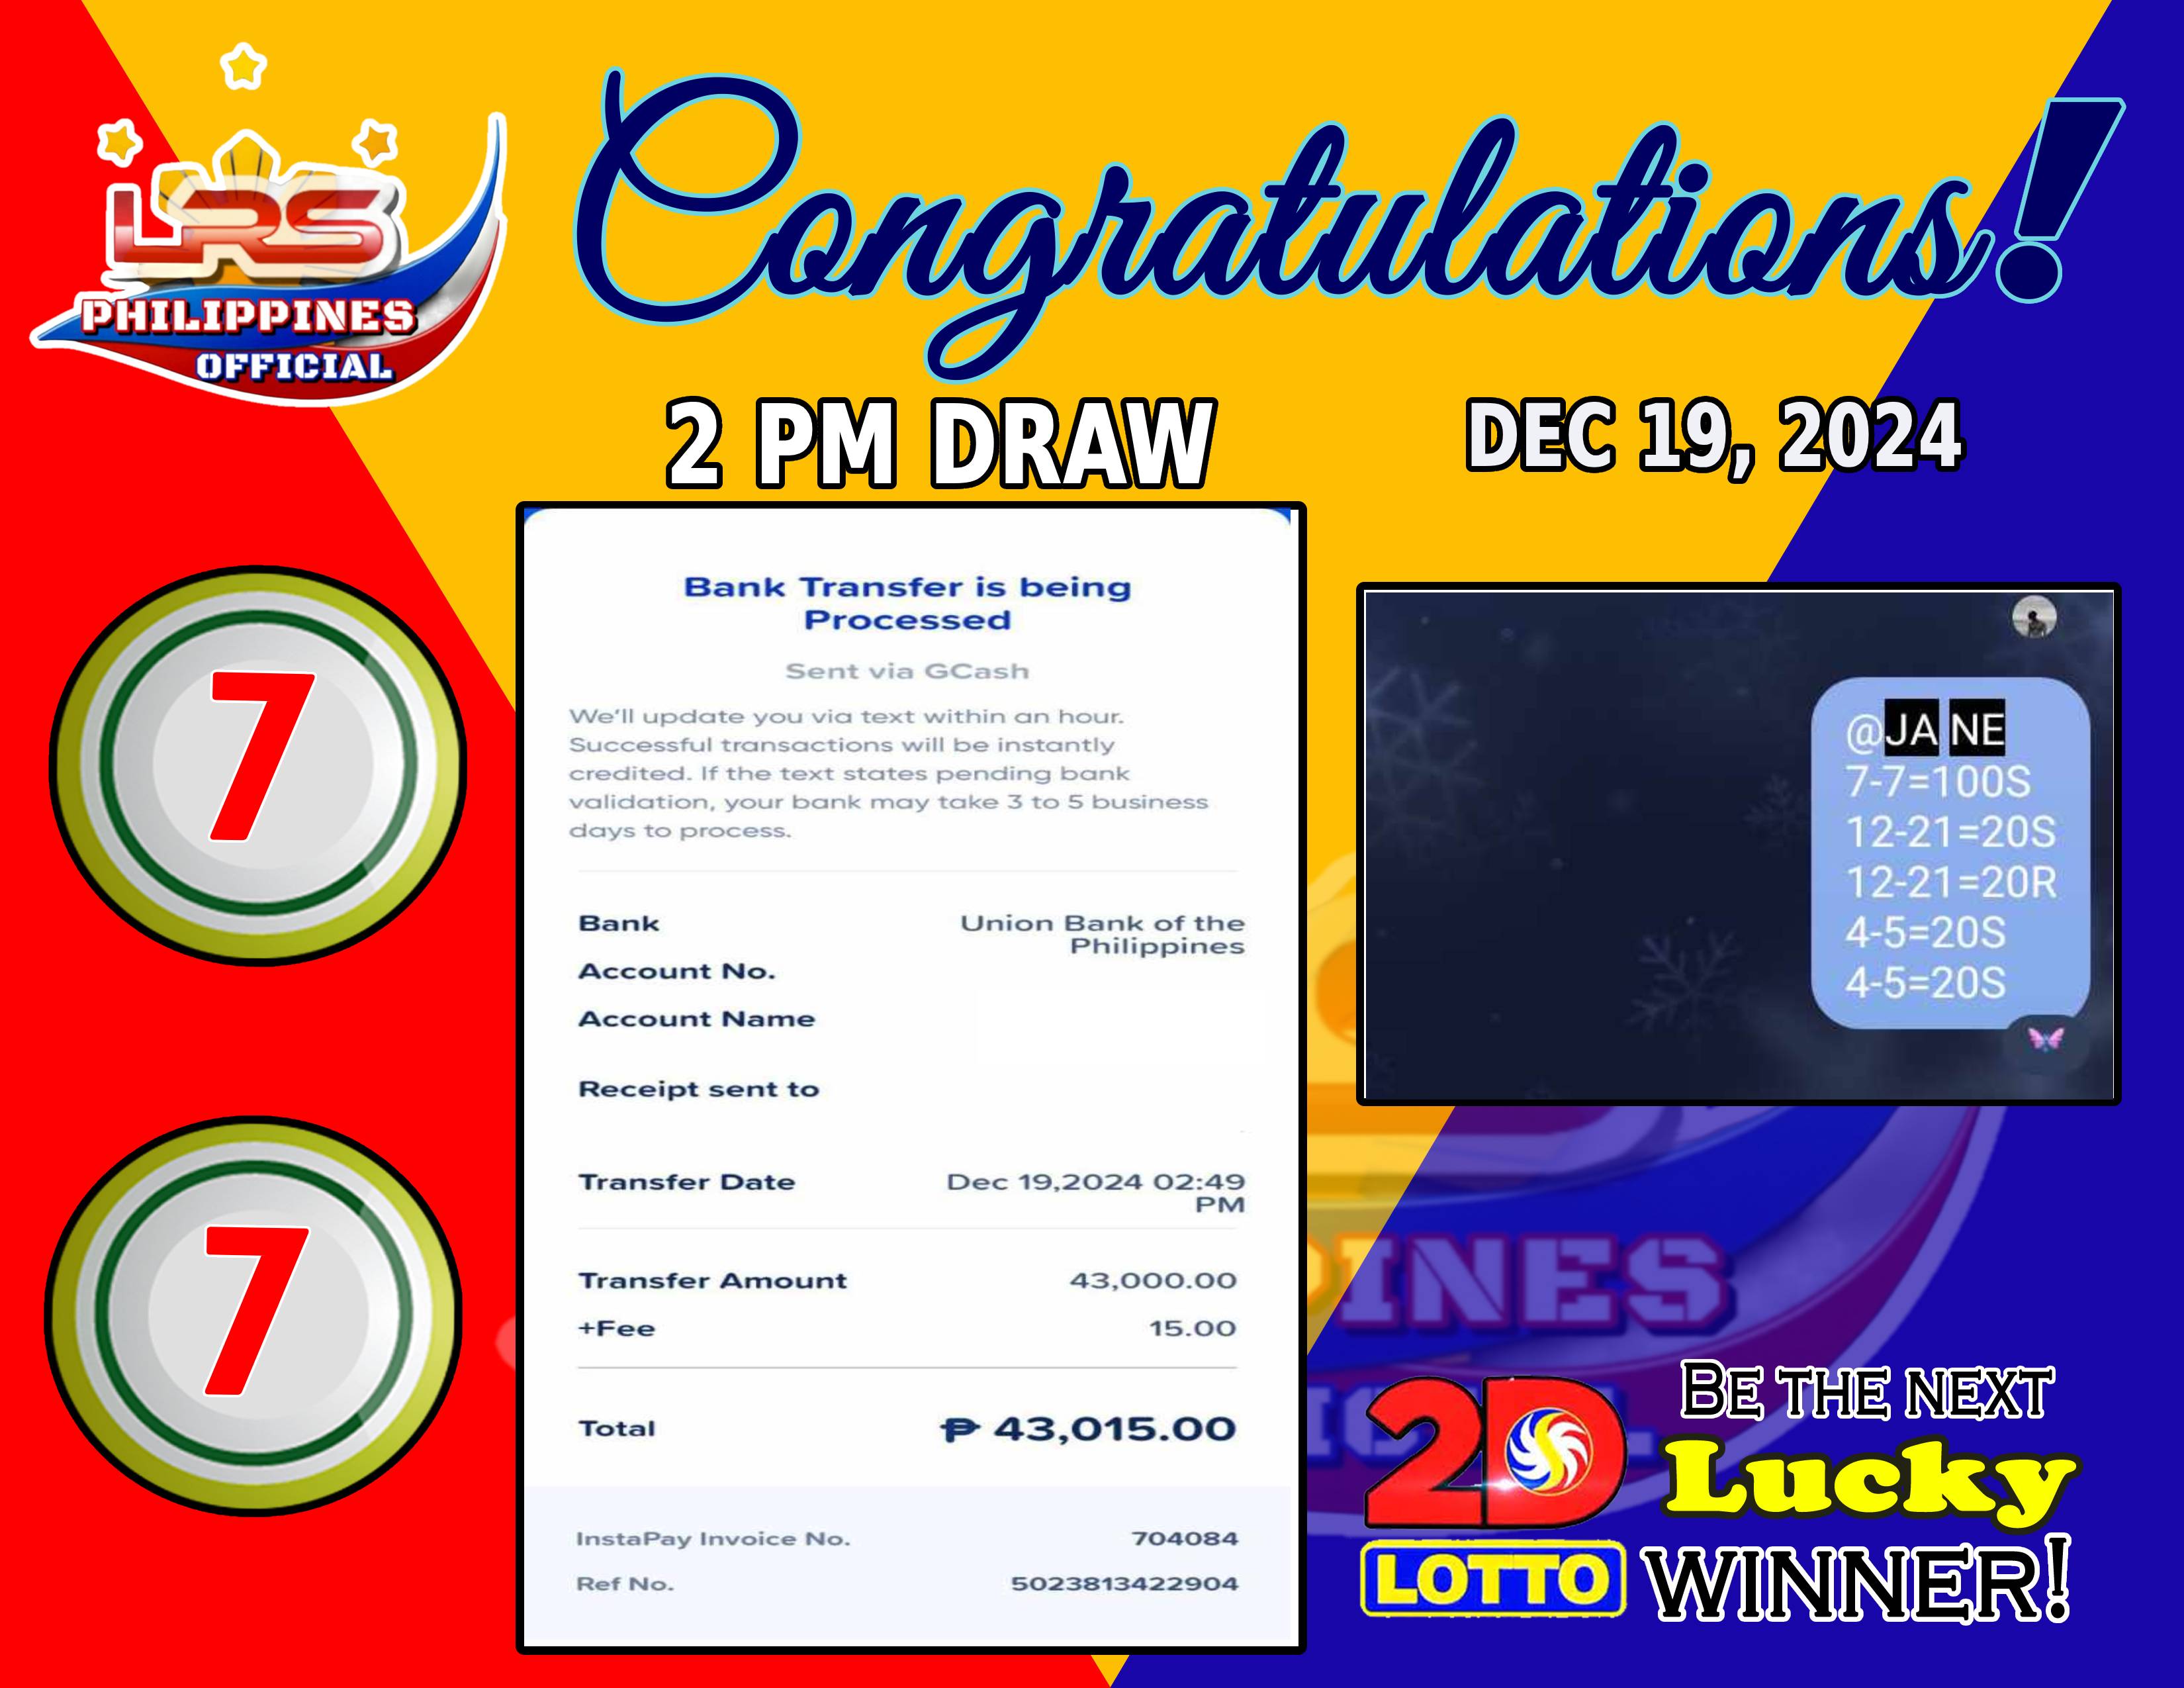 LRS
PHILIPPINES
OFFICIAL
Congratulations!
2 PM DRAW
DEC 19, 2024
7
7
Bank Transfer is being
Processed
Sent via GCash
We'll update you via text within an hour.
Successful transactions will be instantly
credited. If the text states pending bank
validation, your bank may take 3 to 5 business
days to process.
Bank Union Bank of the
Philippines
Account No.
Account Name
Receipt sent to
Transfer Date Dec 19,2024 02:49
PM
Transfer Amount 43,000.00
+Fee 15.00
Total ₱ 43,015.00
InstaPay Invoice No. 704084
Ref No. 5023813422904
@JA NE
7-7=100S
12-21=20S
12-21=20R
4-5=20S
4-5=20S
PINES
2D
LOTTO
BE THE NEXT
Lucky
WINNER!